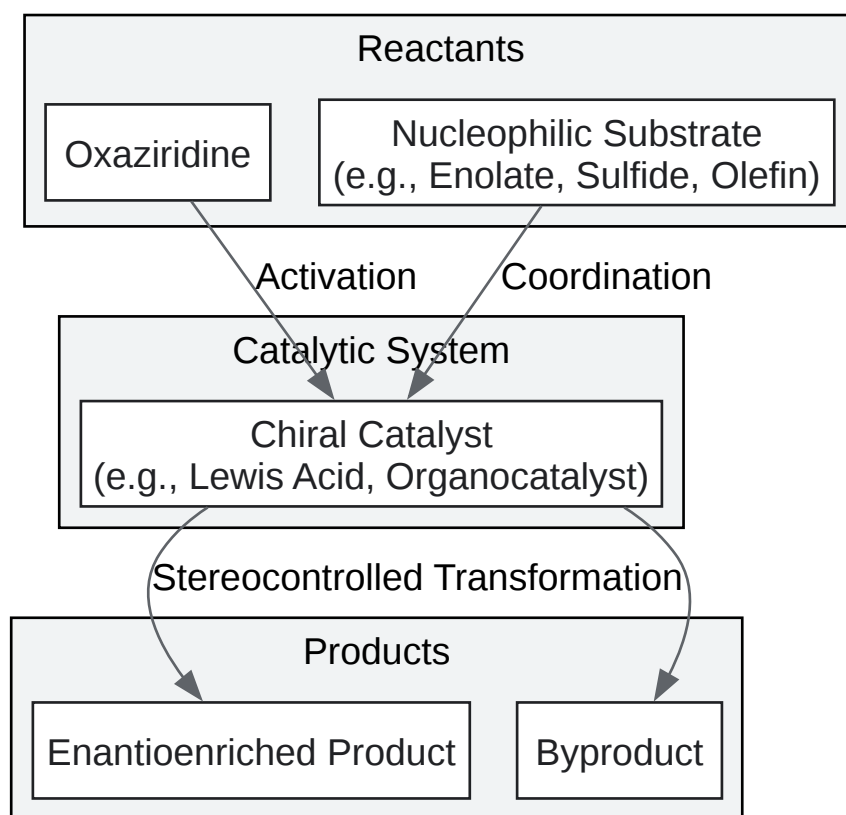 Reactants
Oxaziridine
Nucleophilic Substrate
(e.g., Enolate, Sulfide, Olefin)
Activation
Coordination
Catalytic System
Chiral Catalyst
(e.g., Lewis Acid, Organocatalyst)
Stereocontrolled Transformation
Products
Enantioenriched Product
Byproduct